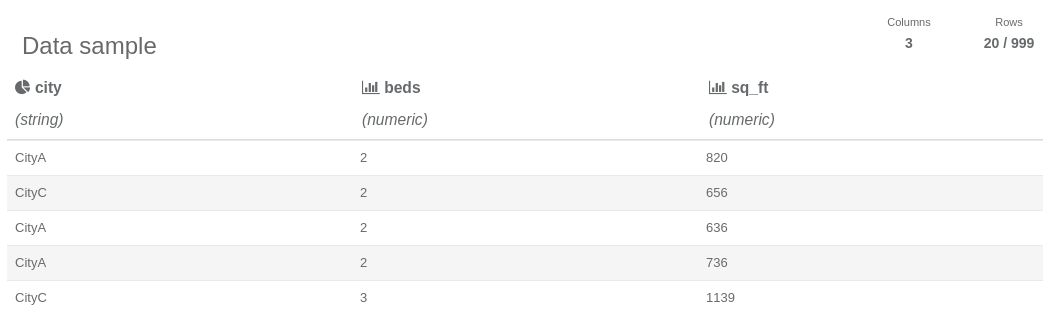 Data sample
Columns Rows
3 20 / 999
city beds sq_ft
(string) (numeric) (numeric)
CityA 2 820
CityC 2 656
CityA 2 636
CityA 2 736
CityC 3 1139